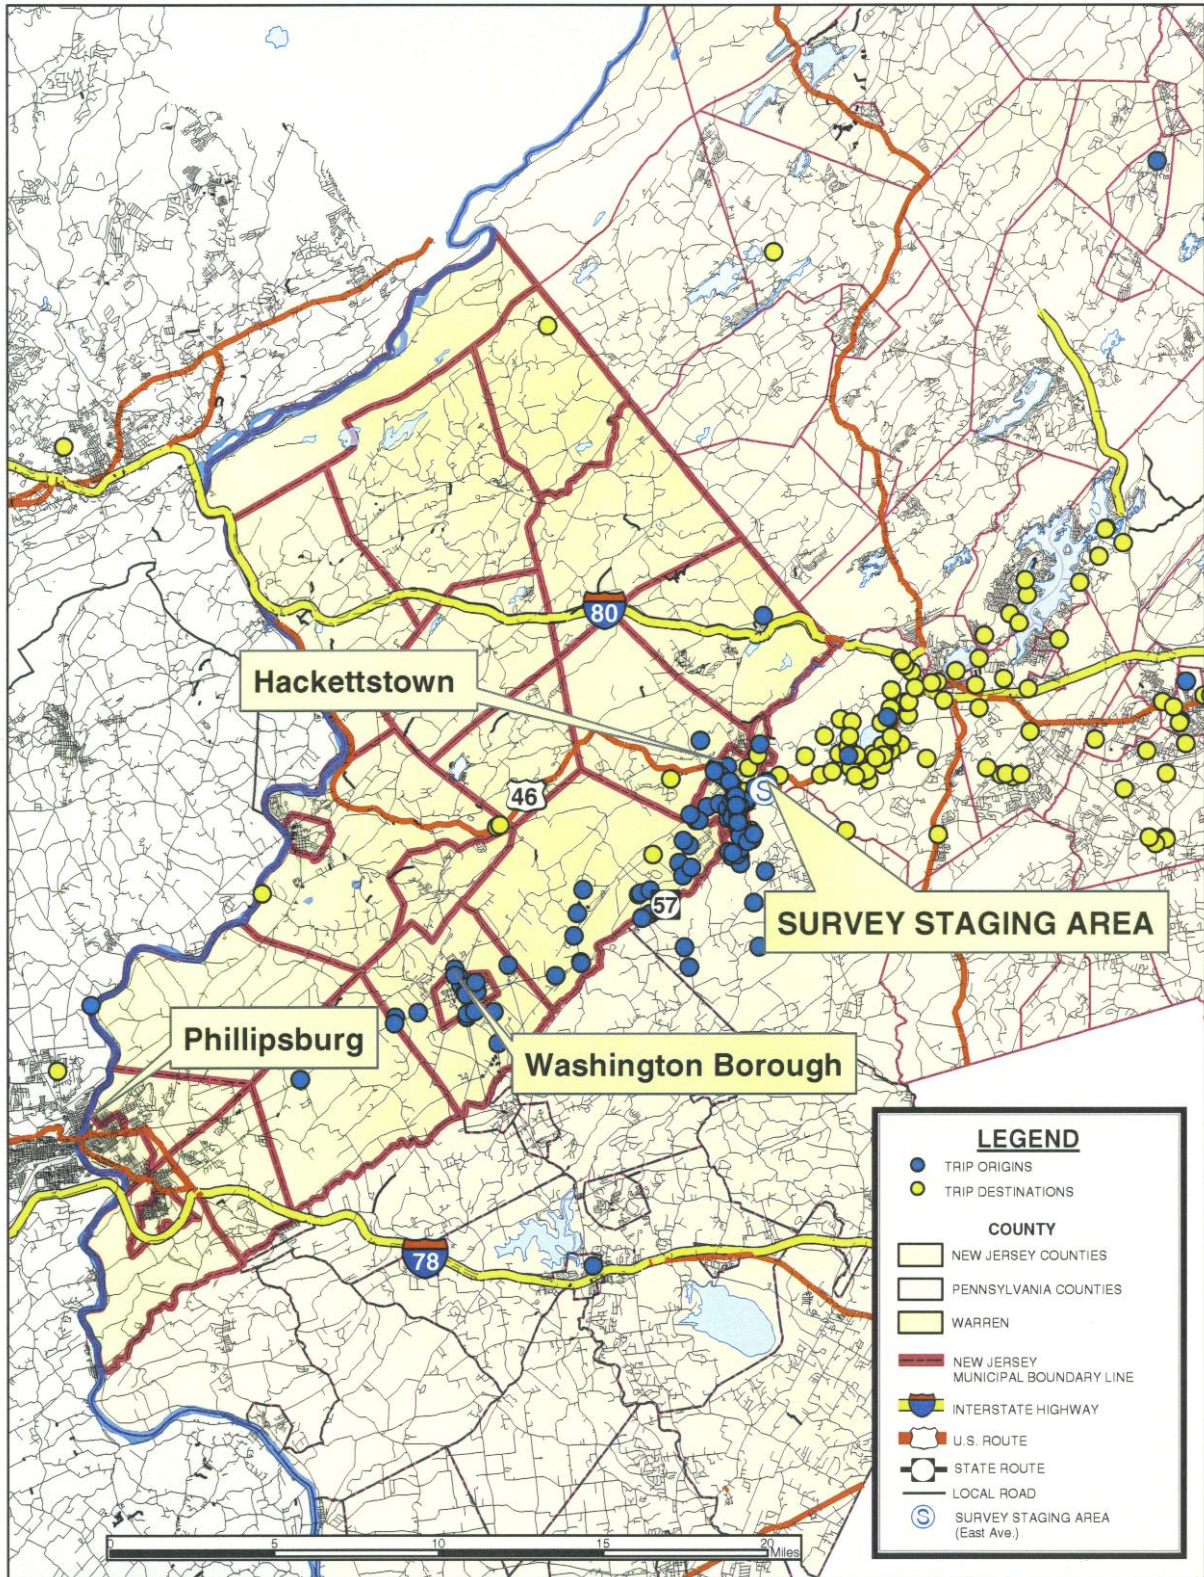 80
Hackettstown
46
57
SURVEY STAGING AREA
S
Phillipsburg
Washington Borough
78
LEGEND
TRIP ORIGINS
TRIP DESTINATIONS
COUNTY
NEW JERSEY COUNTIES
PENNSYLVANIA COUNTIES
WARREN
NEW JERSEY
MUNICIPAL BOUNDARY LINE
INTERSTATE HIGHWAY
U.S. ROUTE
STATE ROUTE
LOCAL ROAD
S
SURVEY STAGING AREA
(East Ave.)
0 5 10 15 20
Miles